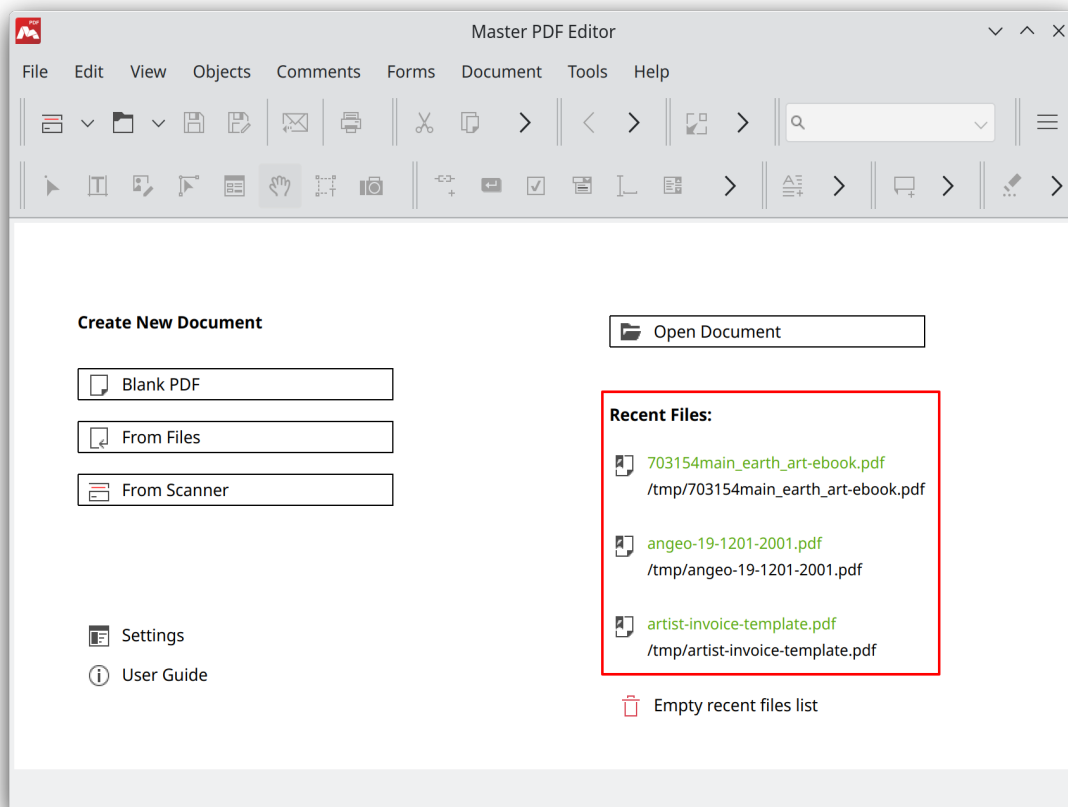 PDF
Master PDF Editor
File Edit View Objects Comments Forms Document Tools Help
Create New Document
Blank PDF
From Files
From Scanner
Settings
User Guide
Open Document
Recent Files:
703154main_earth_art-ebook.pdf
/tmp/703154main_earth_art-ebook.pdf
angeo-19-1201-2001.pdf
/tmp/angeo-19-1201-2001.pdf
artist-invoice-template.pdf
/tmp/artist-invoice-template.pdf
Empty recent files list